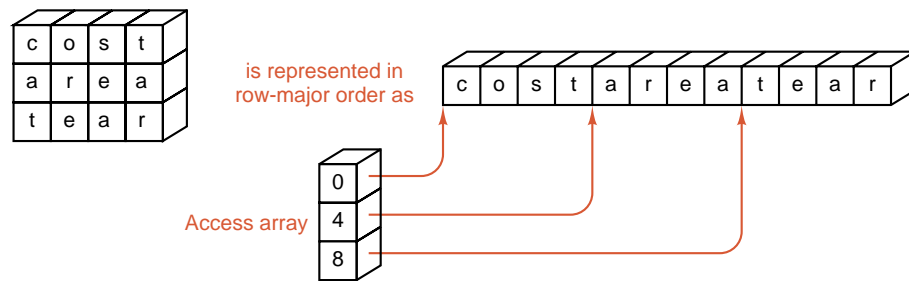 c o s t
a r e a
t e a r
is represented in
row-major order as
c o s t a r e a t e a r
Access array
0
4
8